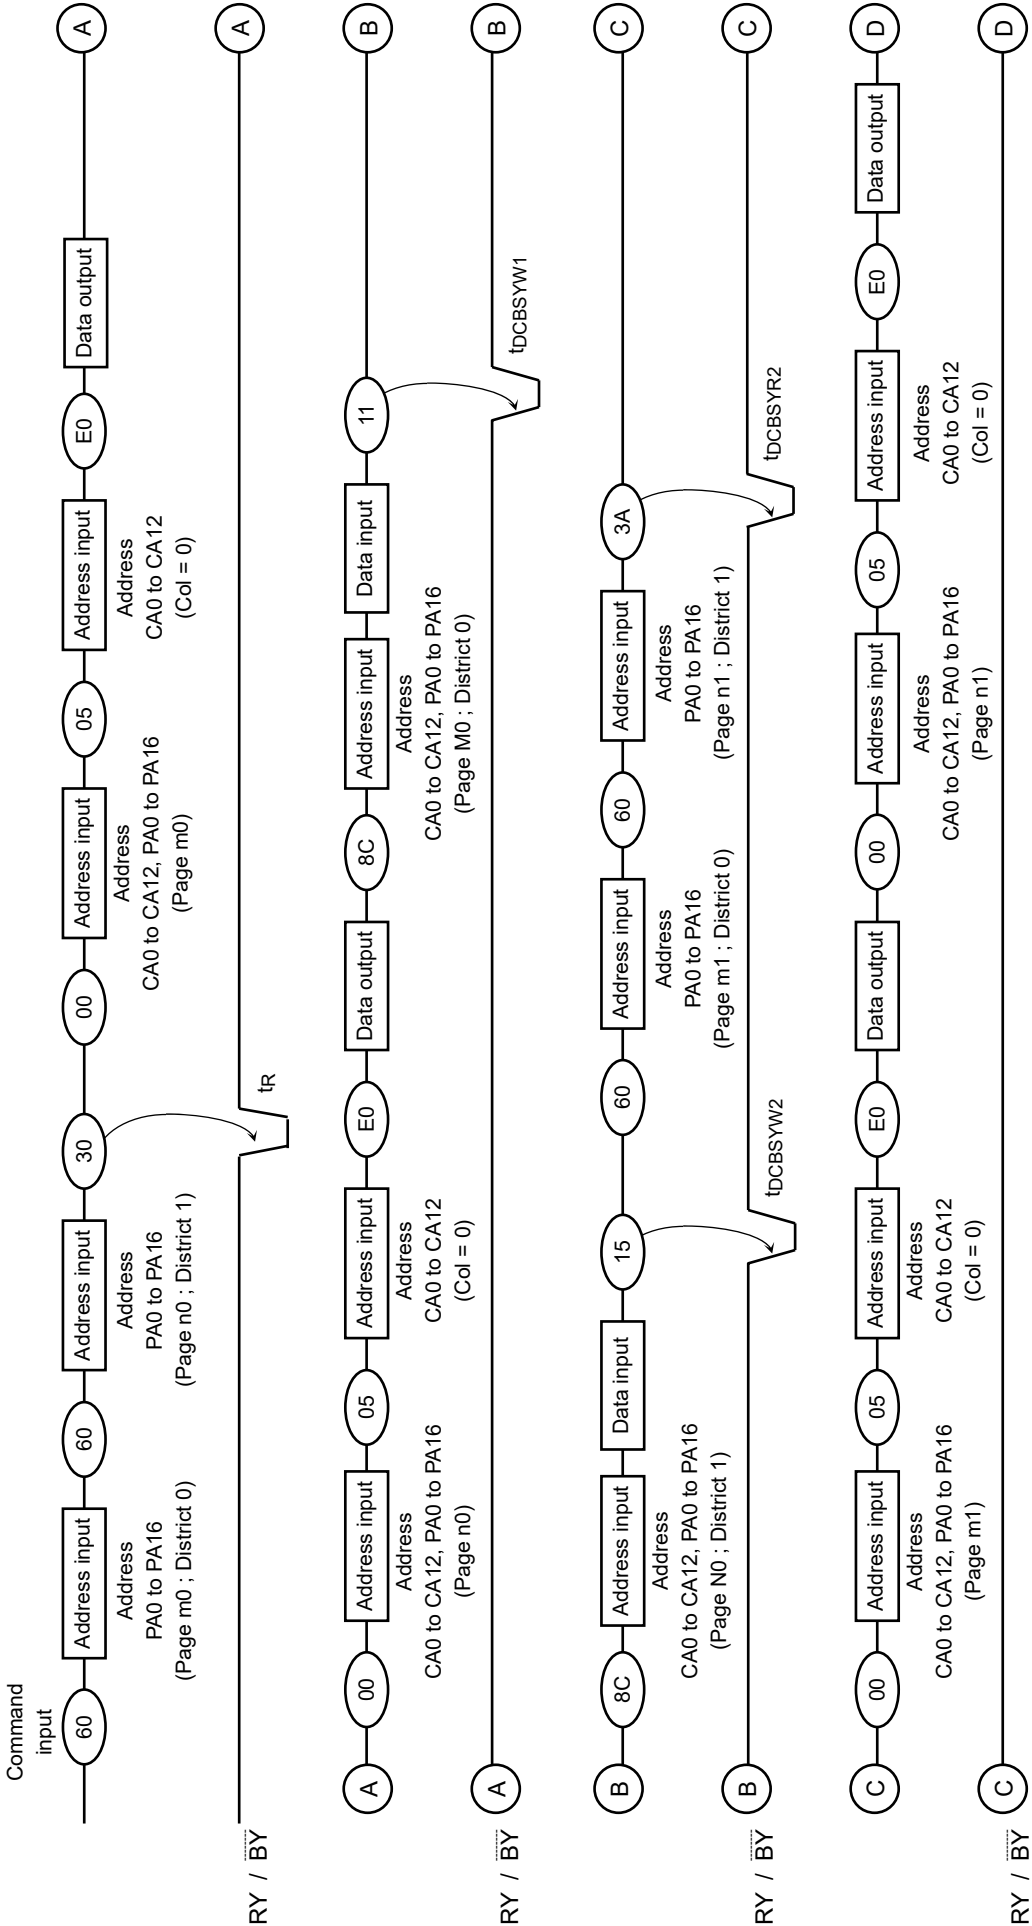 Command
input
60
Address input
60
Address input
30
00
Address input
05
Address input
E0
Data output
A
Address
PA0 to PA16
(Page m0 ; District 0)
Address
PA0 to PA16
(Page n0 ; District 1)
Address
CA0 to CA12, PA0 to PA16
(Page m0)
Address
CA0 to CA12
(Col = 0)
RY / BY
tR
A
A
00
Address input
05
Address input
E0
Data output
8C
Address input
Data input
11
B
Address
CA0 to CA12, PA0 to PA16
(Page n0)
Address
CA0 to CA12
(Col = 0)
Address
CA0 to CA12, PA0 to PA16
(Page M0 ; District 0)
RY / BY
A
tDCBSYW1
B
B
8C
Address input
Data input
15
60
Address input
60
Address input
3A
C
Address
CA0 to CA12, PA0 to PA16
(Page N0 ; District 1)
Address
PA0 to PA16
(Page m1 ; District 0)
Address
PA0 to PA16
(Page n1 ; District 1)
RY / BY
B
tDCBSYW2
tDCBSYR2
C
C
00
Address input
05
Address input
E0
Data output
00
Address input
05
Address input
E0
Data output
D
Address
CA0 to CA12, PA0 to PA16
(Page m1)
Address
CA0 to CA12
(Col = 0)
Address
CA0 to CA12, PA0 to PA16
(Page n1)
Address
CA0 to CA12
(Col = 0)
RY / BY
C
D